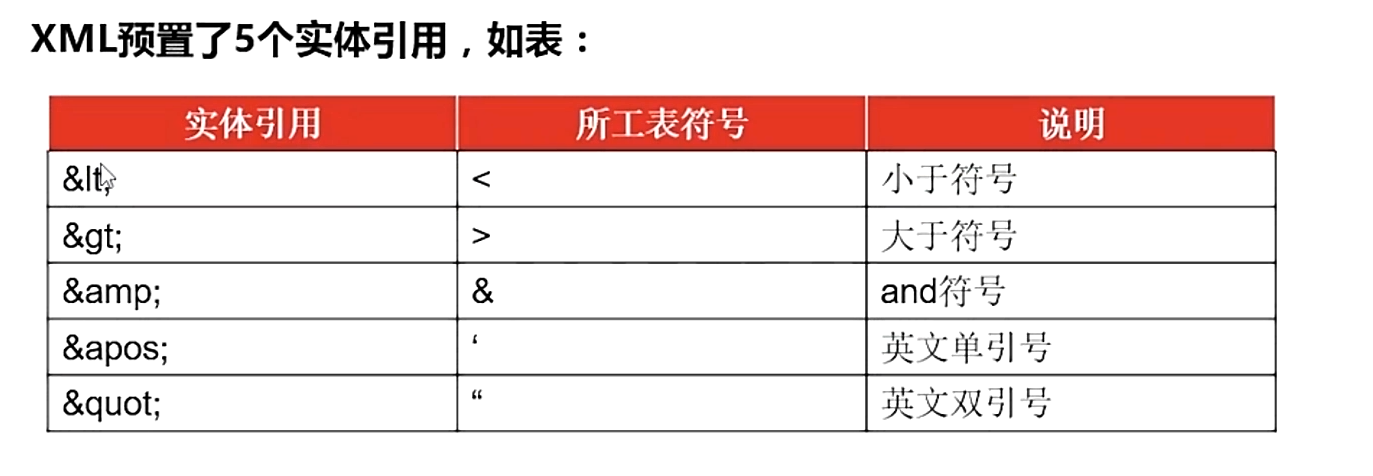 XML预置了5个实体引用，如表：
实体引用 所工表符号 说明
&lt; < 小于符号
&gt; > 大于符号
&amp; & and符号
&apos; ‘ 英文单引号
&quot; “ 英文双引号